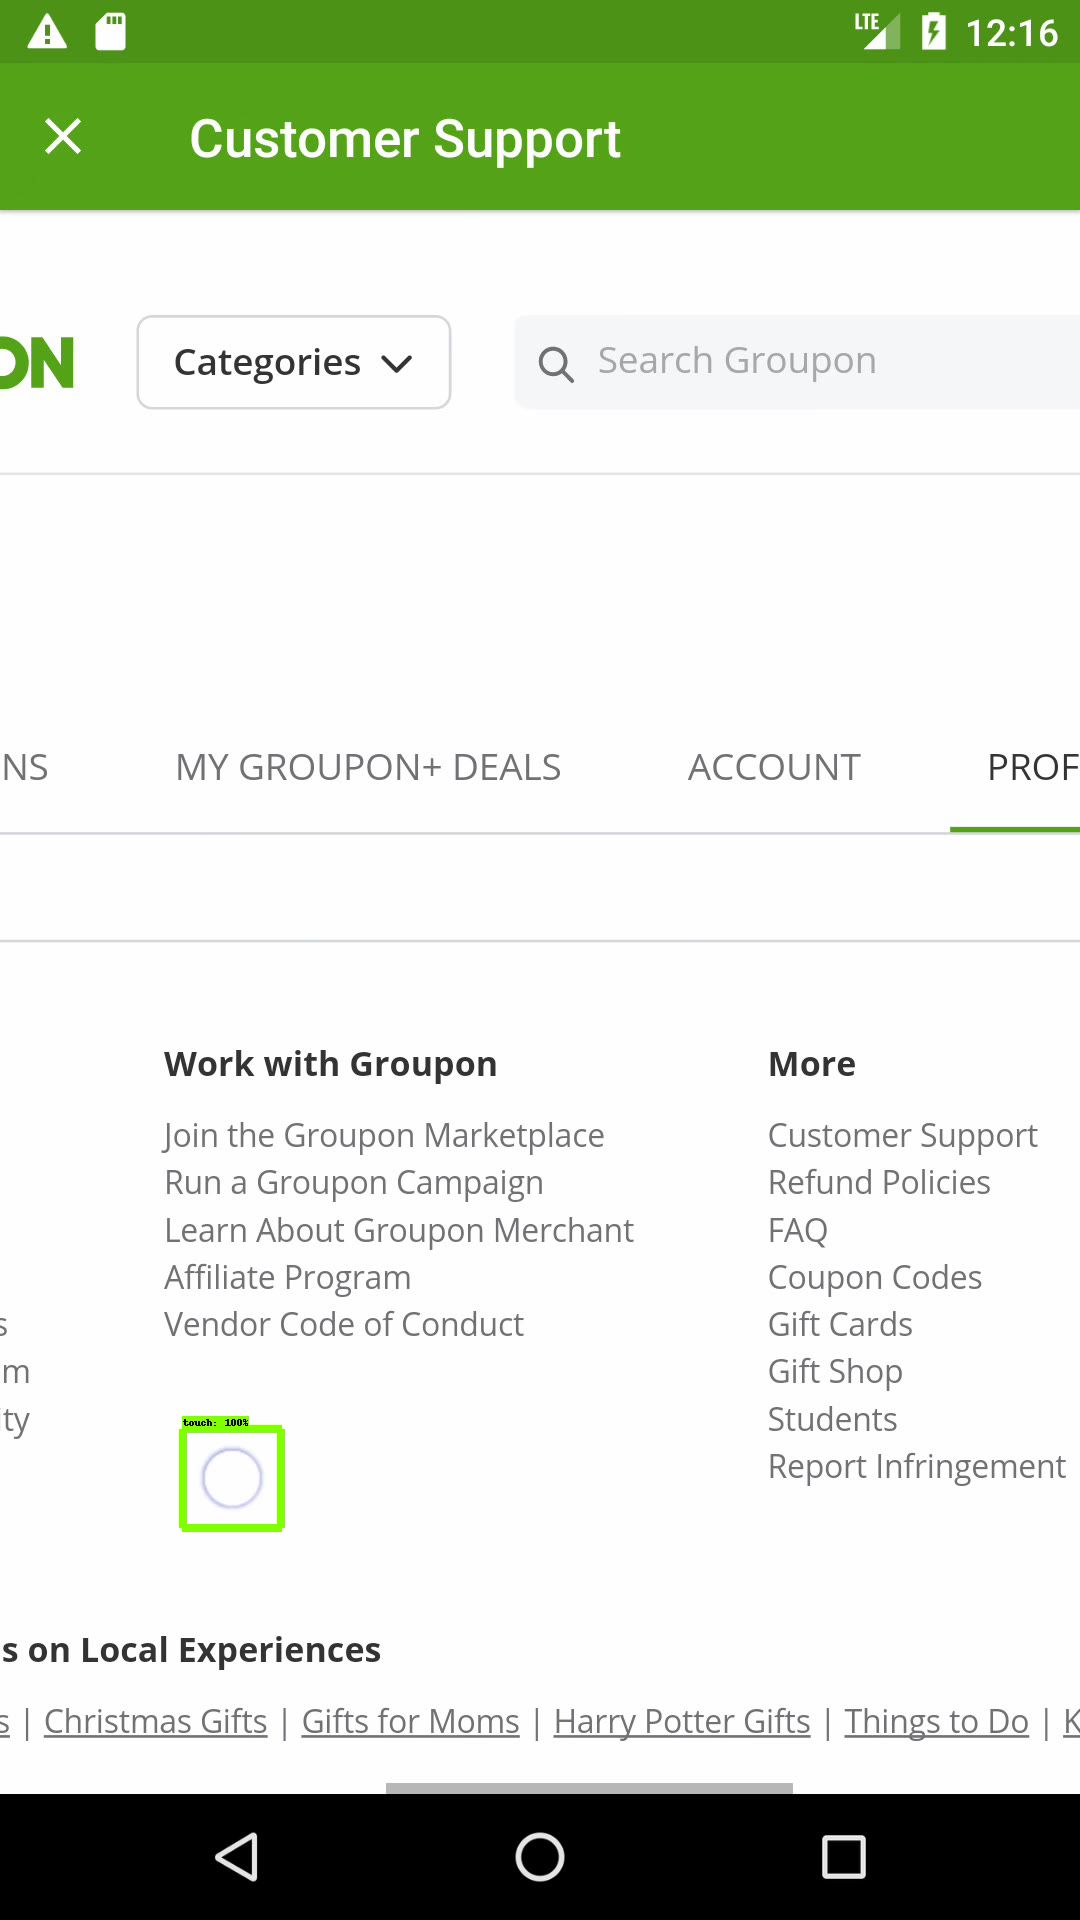 LTE 12:16
Customer Support
ON Categories Search Groupon
NS MY GROUPON+ DEALS ACCOUNT PROF
Work with Groupon
Join the Groupon Marketplace
Run a Groupon Campaign
Learn About Groupon Merchant
Affiliate Program
Vendor Code of Conduct
More
Customer Support
Refund Policies
FAQ
Coupon Codes
Gift Cards
Gift Shop
Students
Report Infringement
s
m
ty
touch: 100%
s on Local Experiences
s | Christmas Gifts | Gifts for Moms | Harry Potter Gifts | Things to Do | K